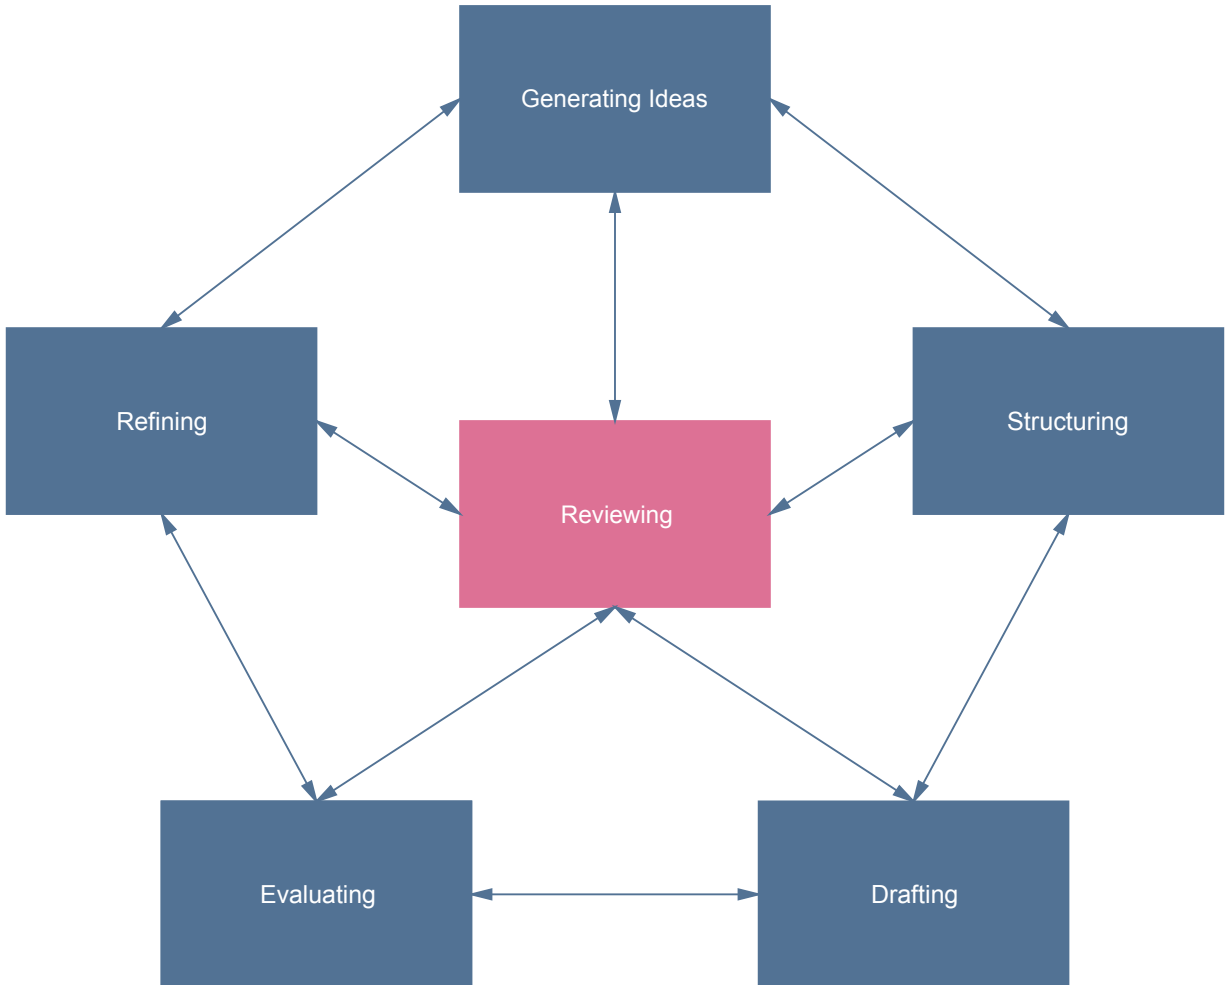 Generating Ideas
Refining
Structuring
Reviewing
Evaluating
Drafting